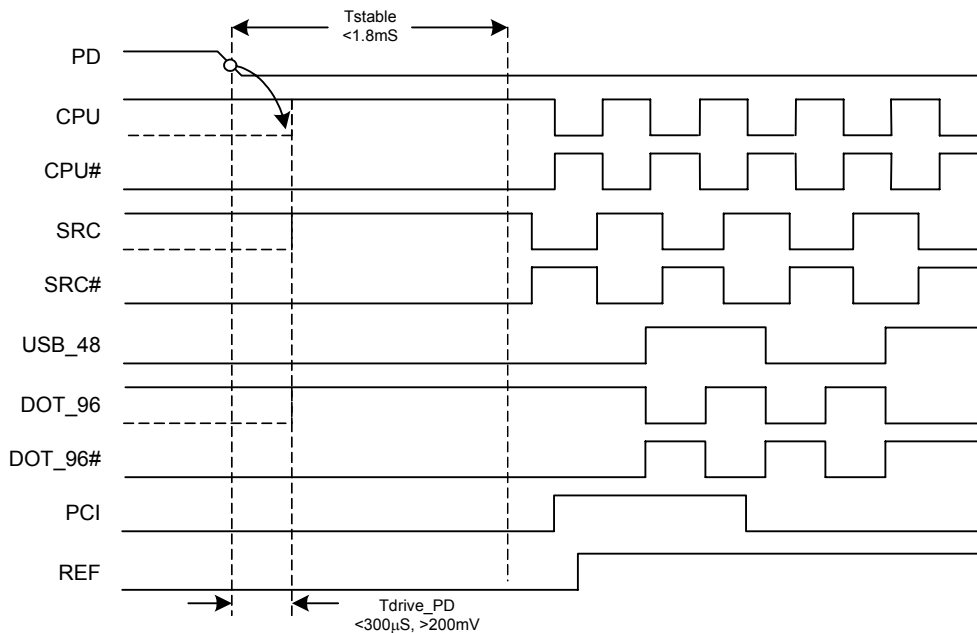 Tstable
<1.8mS
PD
CPU
CPU#
SRC
SRC#
USB_48
DOT_96
DOT_96#
PCI
REF
Tdrive_PD
<300μS, >200mV